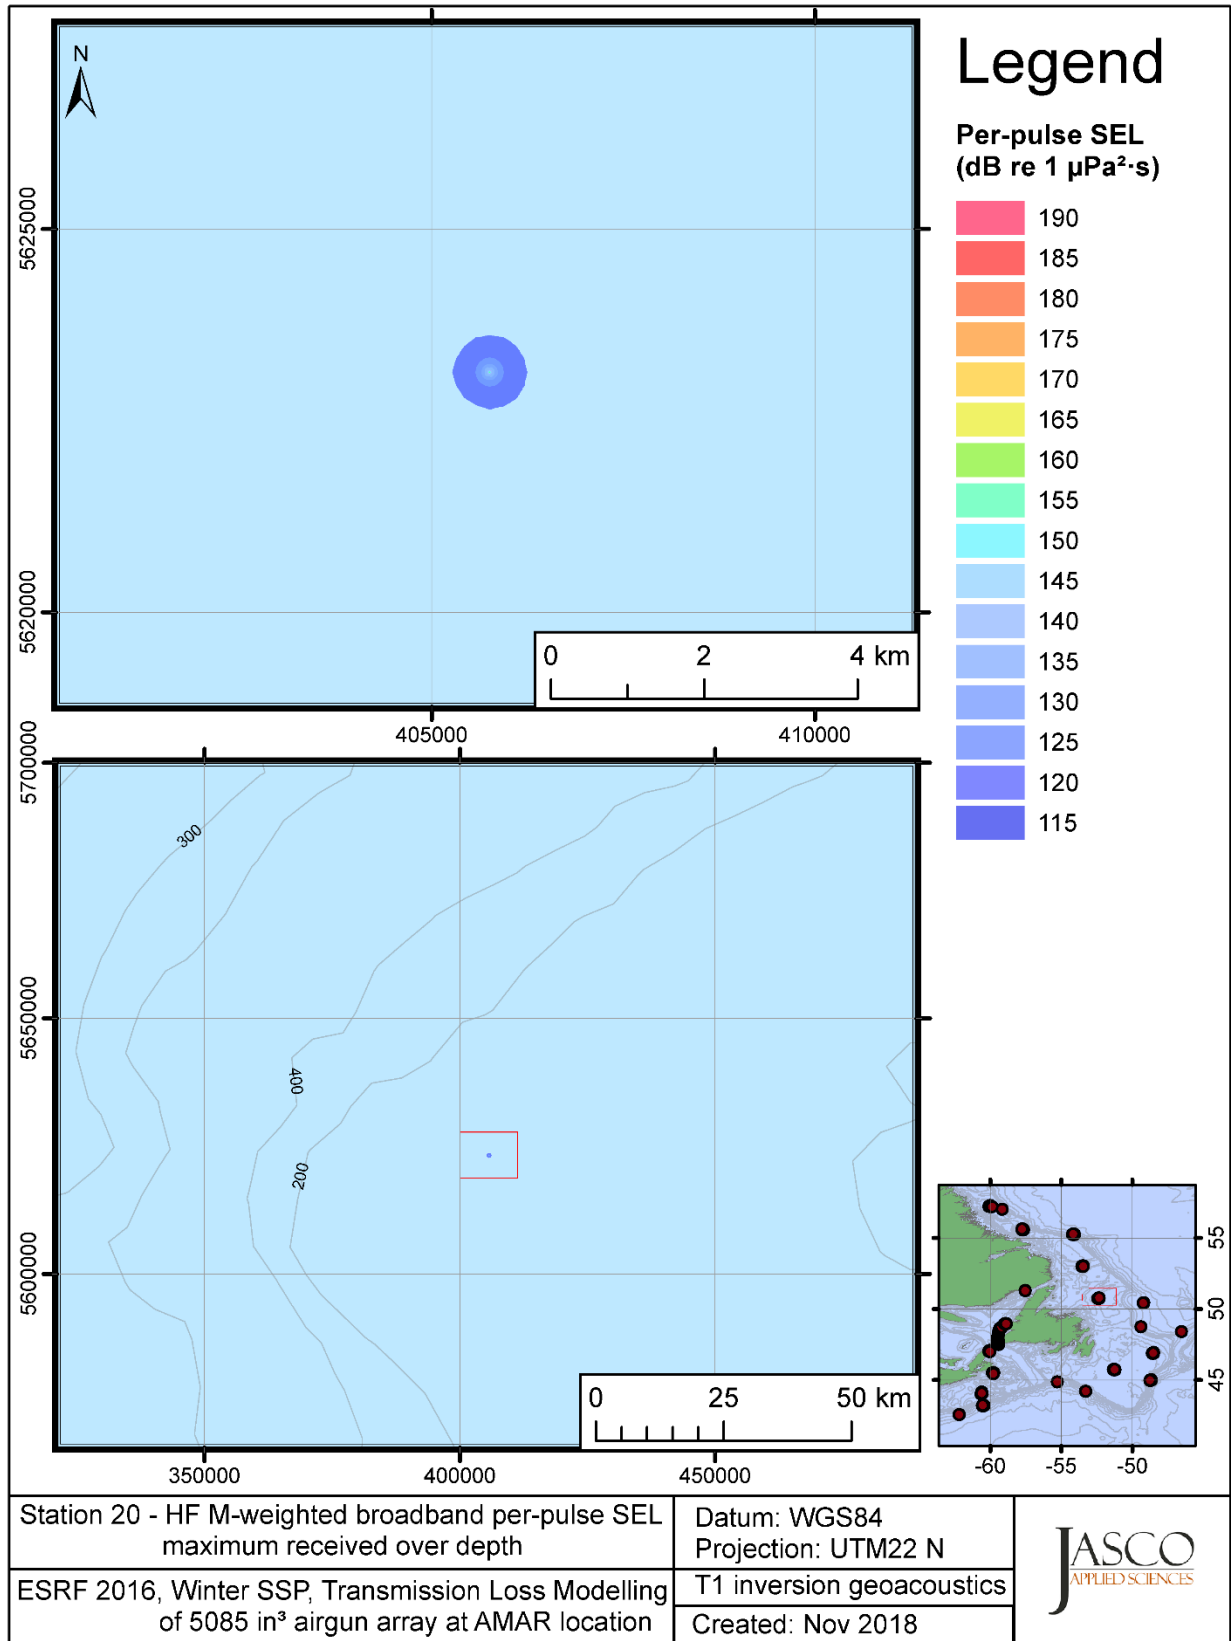 N
5625000
5620000
0 2 4 km
405000 410000
Legend
Per-pulse SEL
(dB re 1 µPa²·s)
190
185
180
175
170
165
160
155
150
145
140
135
130
125
120
115
5700000
5650000
5600000
300
400
200
0 25 50 km
350000 400000 450000
55
50
45
-60 -55 -50
Station 20 - HF M-weighted broadband per-pulse SEL
maximum received over depth
ESRF 2016, Winter SSP, Transmission Loss Modelling
of 5085 in³ airgun array at AMAR location
Datum: WGS84
Projection: UTM22 N
T1 inversion geoacoustics
Created: Nov 2018
JASCO
APPLIED SCIENCES